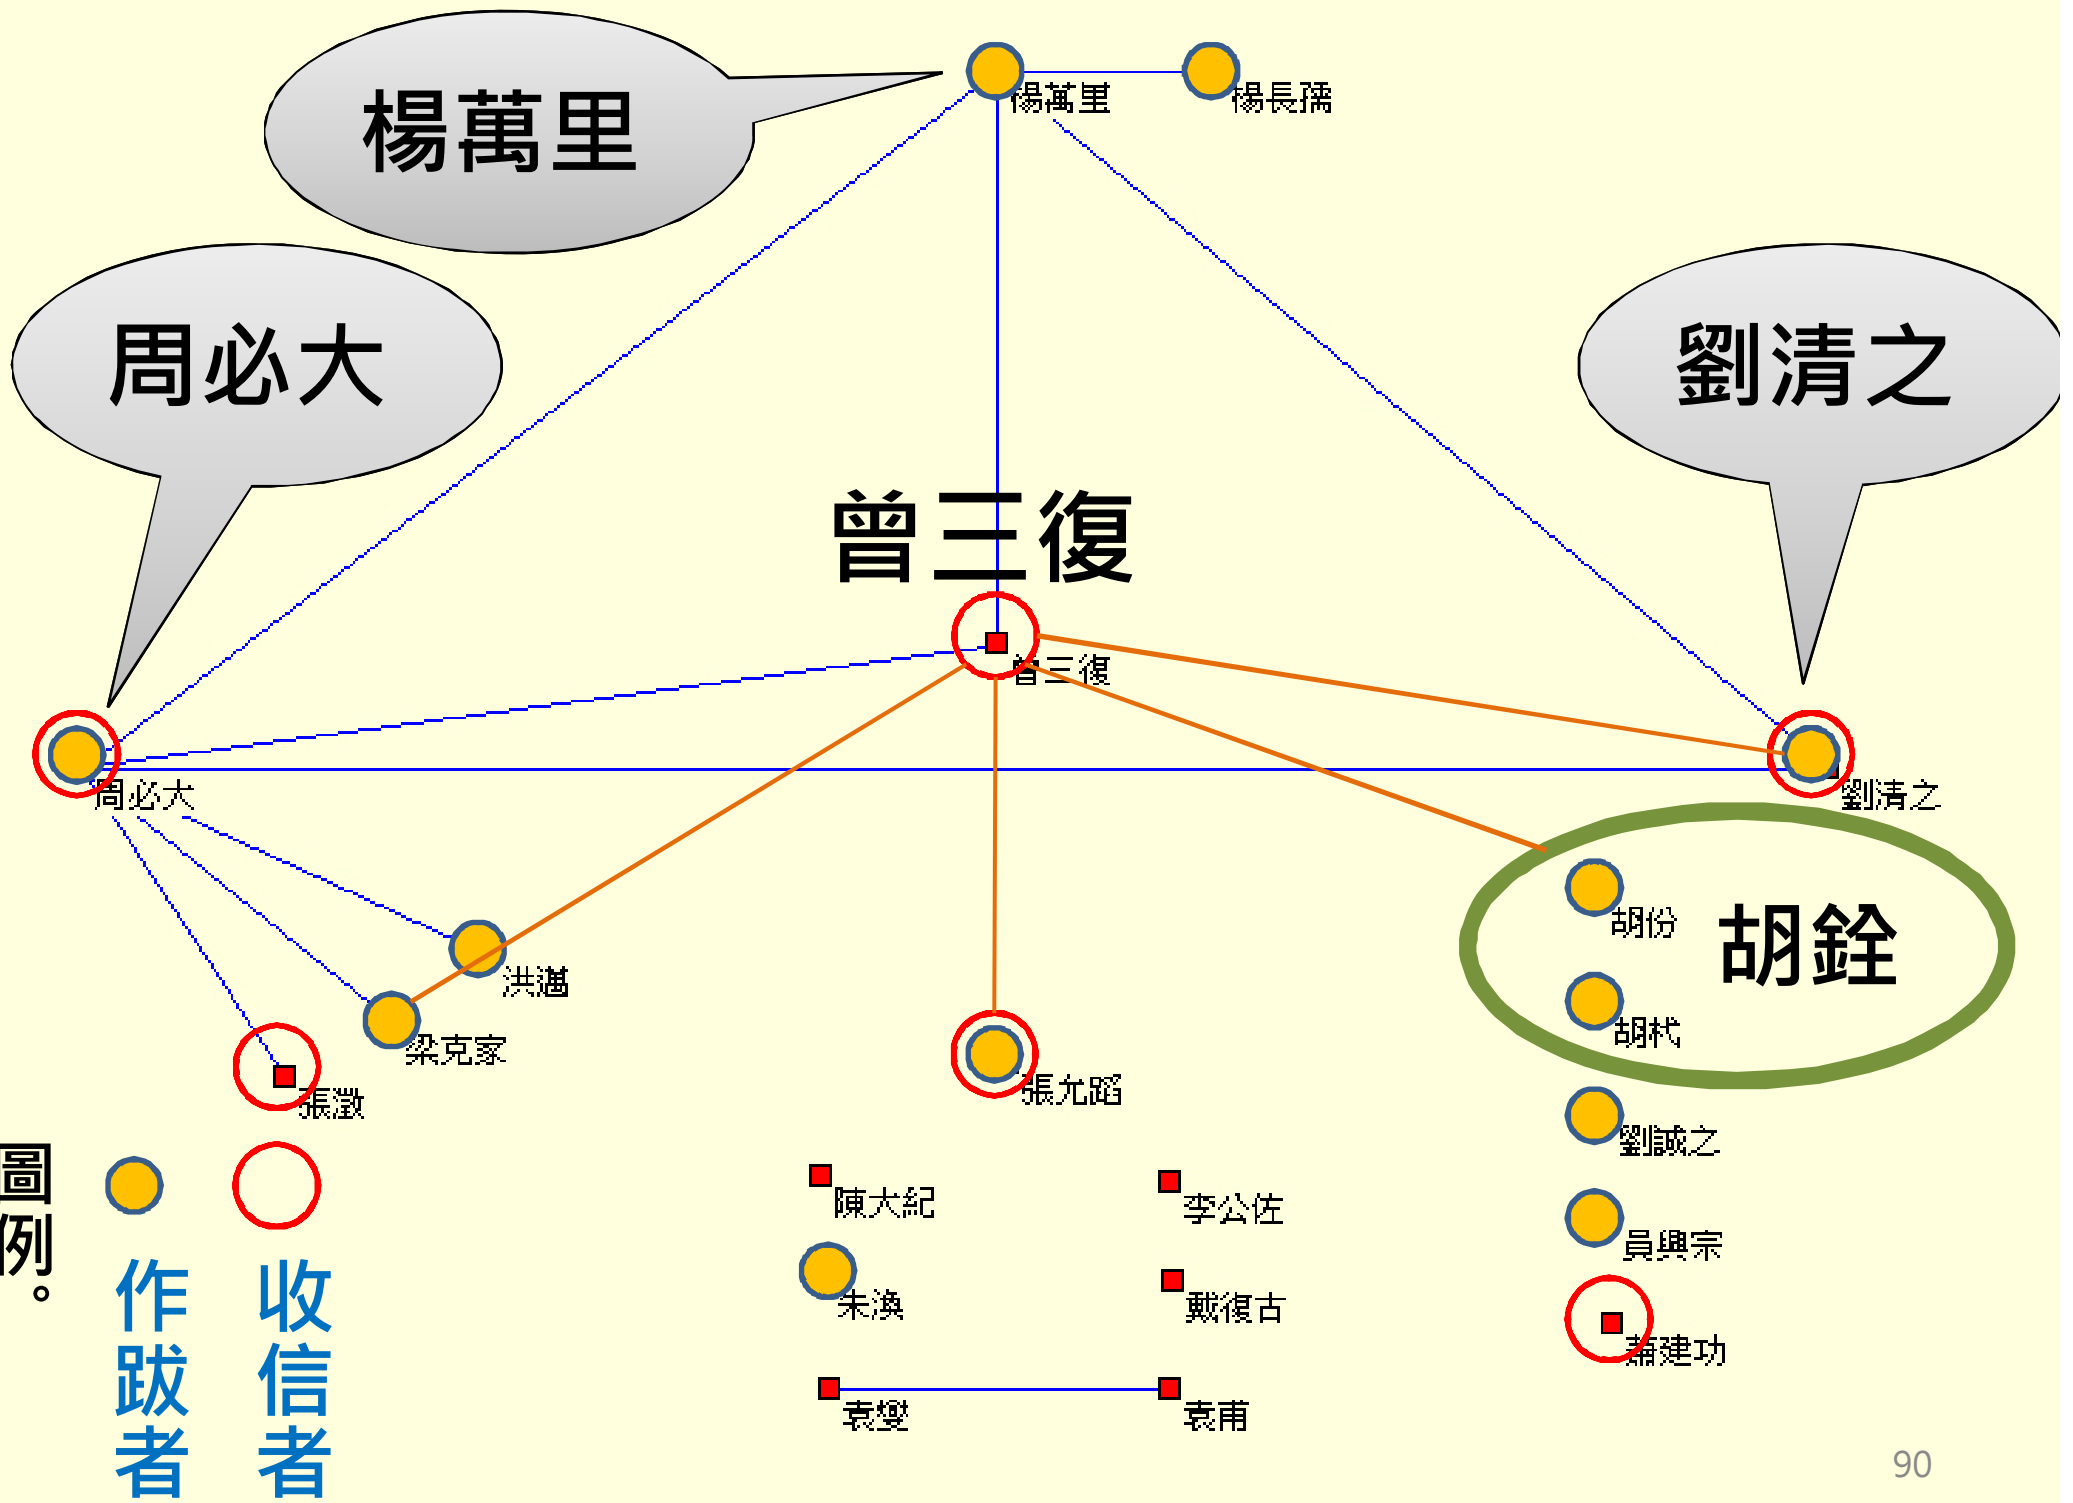 楊萬里
楊萬里
楊長孺
周必大
劉清之
曾三復
曾三復
周必大
劉清之
胡份
胡銓
洪邁
胡杙
梁克家
張允蹈
張澂
劉誠之
陳大紀
李公佐
員興宗
朱渙
戴復古
蕭建功
袁燮
袁甫
圖例。
作跋者
收信者
90